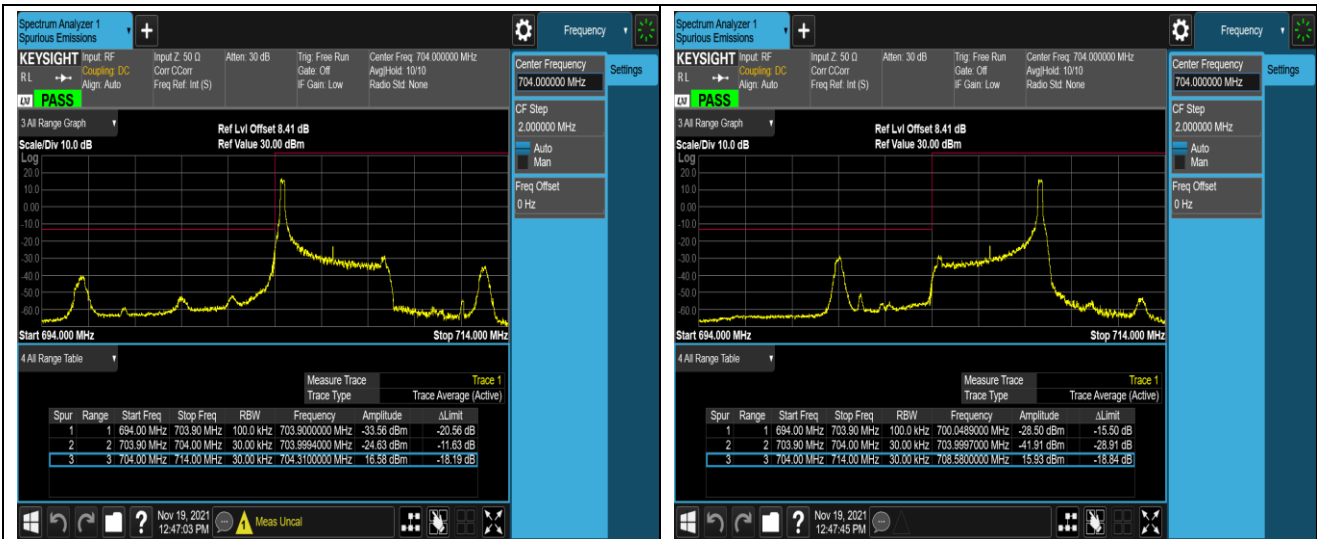 Spectrum Analyzer 1
Spurious Emissions
Frequency
KEYSIGHT
Input: RF
Coupling: DC
Align: Auto
Input Z: 50 Ω
Corr CCorr
Freq Ref: Int (S)
Atten: 30 dB
Trig: Free Run
Gate: Off
IF Gain: Low
Center Freq: 704.000000 MHz
Avg|Hold: 10/10
Radio Std: None
R L
LXI
PASS
3 All Range Graph
Ref Lvl Offset 8.41 dB
Scale/Div 10.0 dB
Ref Value 30.00 dBm
Log
20.0
10.0
0.00
-10.0
-20.0
-30.0
-40.0
-50.0
-60.0
Start 694.000 MHz
Stop 714.000 MHz
4 All Range Table
Measure Trace Trace 1
Trace Type Trace Average (Active)
Spur Range Start Freq Stop Freq RBW Frequency Amplitude ΔLimit
1 1 694.00 MHz 703.90 MHz 100.0 kHz 703.9000000 MHz -33.56 dBm -20.56 dB
2 2 703.90 MHz 704.00 MHz 30.00 kHz 703.9994000 MHz -24.63 dBm -11.63 dB
3 3 704.00 MHz 714.00 MHz 30.00 kHz 704.3100000 MHz 16.58 dBm -18.19 dB
?
Nov 19, 2021
12:47:03 PM
1
Meas Uncal
Center Frequency
704.000000 MHz
Settings
CF Step
2.000000 MHz
Auto
Man
Freq Offset
0 Hz
Spectrum Analyzer 1
Spurious Emissions
Frequency
KEYSIGHT
Input: RF
Coupling: DC
Align: Auto
Input Z: 50 Ω
Corr CCorr
Freq Ref: Int (S)
Atten: 30 dB
Trig: Free Run
Gate: Off
IF Gain: Low
Center Freq: 704.000000 MHz
Avg|Hold: 10/10
Radio Std: None
R L
LXI
PASS
3 All Range Graph
Ref Lvl Offset 8.41 dB
Scale/Div 10.0 dB
Ref Value 30.00 dBm
Log
20.0
10.0
0.00
-10.0
-20.0
-30.0
-40.0
-50.0
-60.0
Start 694.000 MHz
Stop 714.000 MHz
4 All Range Table
Measure Trace Trace 1
Trace Type Trace Average (Active)
Spur Range Start Freq Stop Freq RBW Frequency Amplitude ΔLimit
1 1 694.00 MHz 703.90 MHz 100.0 kHz 700.0489000 MHz -28.50 dBm -15.50 dB
2 2 703.90 MHz 704.00 MHz 30.00 kHz 703.9997000 MHz -41.91 dBm -28.91 dB
3 3 704.00 MHz 714.00 MHz 30.00 kHz 708.5800000 MHz 15.93 dBm -18.84 dB
?
Nov 19, 2021
12:47:45 PM
Center Frequency
704.000000 MHz
Settings
CF Step
2.000000 MHz
Auto
Man
Freq Offset
0 Hz